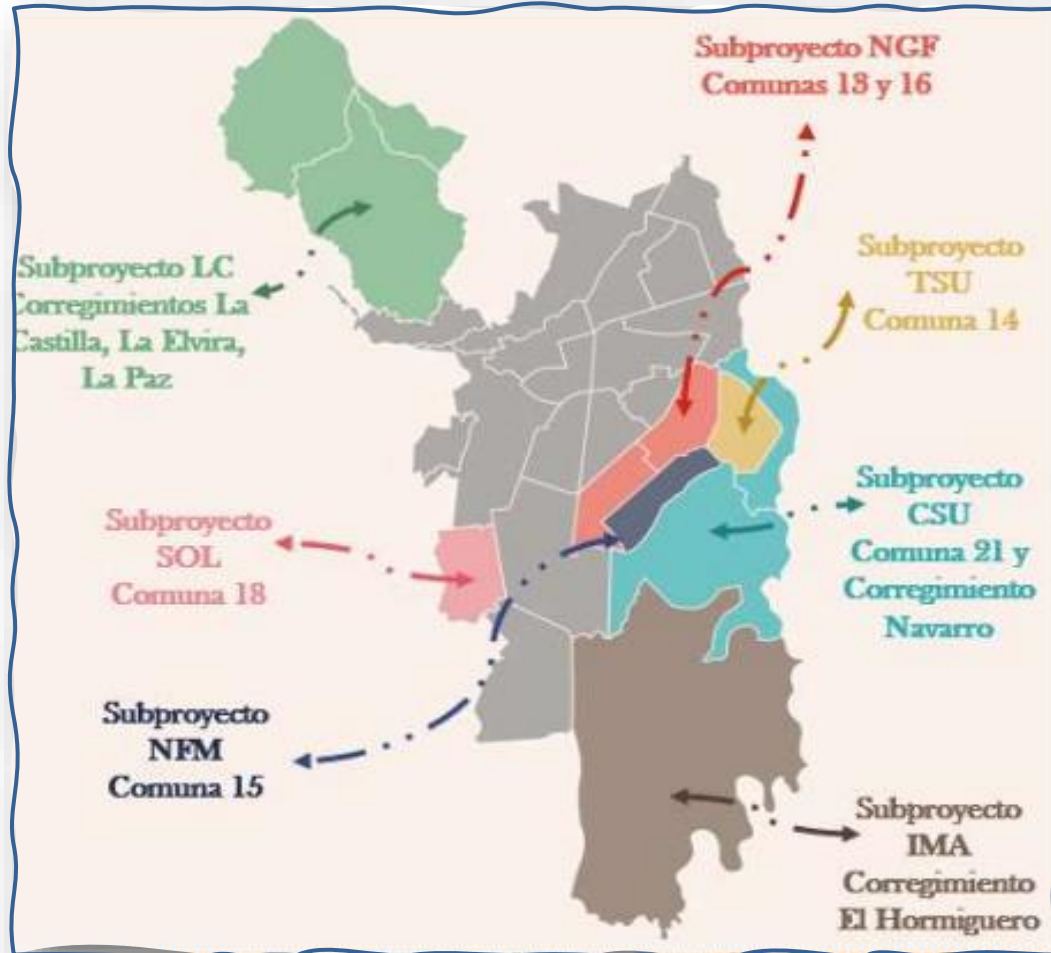 Subproyecto NGF
Comunas 13 y 16
Subproyecto
TSU
Comuna 14
Subproyecto LC
Corregimientos La
Castilla, La Elvira,
La Paz
Subproyecto
CSU
Comuna 21 y
Corregimiento
Navarro
Subproyecto
SOL
Comuna 18
Subproyecto
NFM
Comuna 15
Subproyecto
IMA
Corregimiento
El Hormiguero